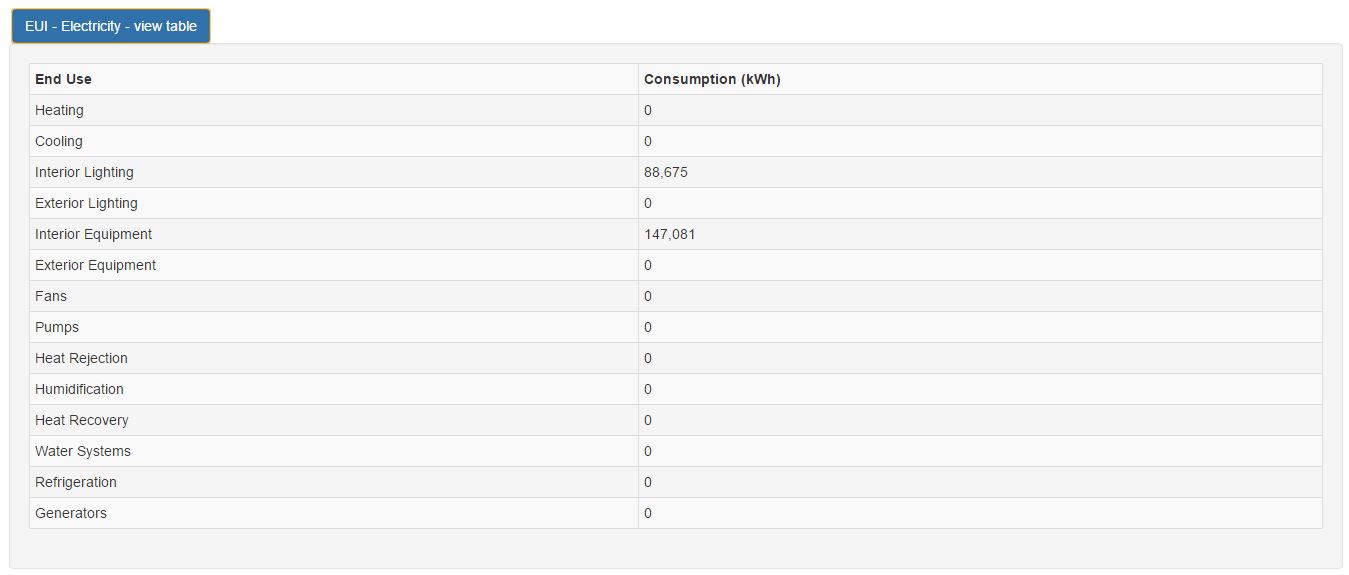 EUI - Electricity - view table
End Use Consumption (kWh)
Heating 0
Cooling 0
Interior Lighting 88,675
Exterior Lighting 0
Interior Equipment 147,081
Exterior Equipment 0
Fans 0
Pumps 0
Heat Rejection 0
Humidification 0
Heat Recovery 0
Water Systems 0
Refrigeration 0
Generators 0